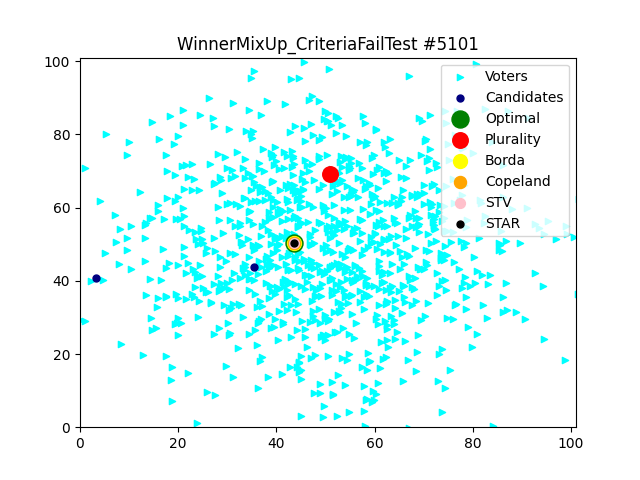 WinnerMixUp_CriteriaFailTest #5101
100
80
60
40
20
0
0
20
40
60
80
100
Voters
Candidates
Optimal
Plurality
Borda
Copeland
STV
STAR